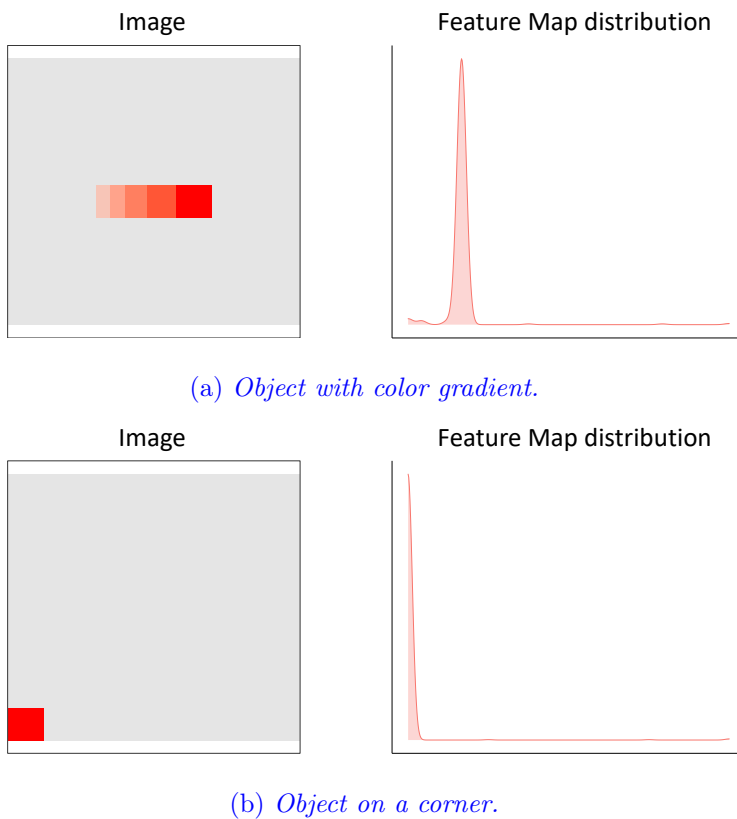 Image
Feature Map distribution
(a) Object with color gradient.
Image
Feature Map distribution
(b) Object on a corner.